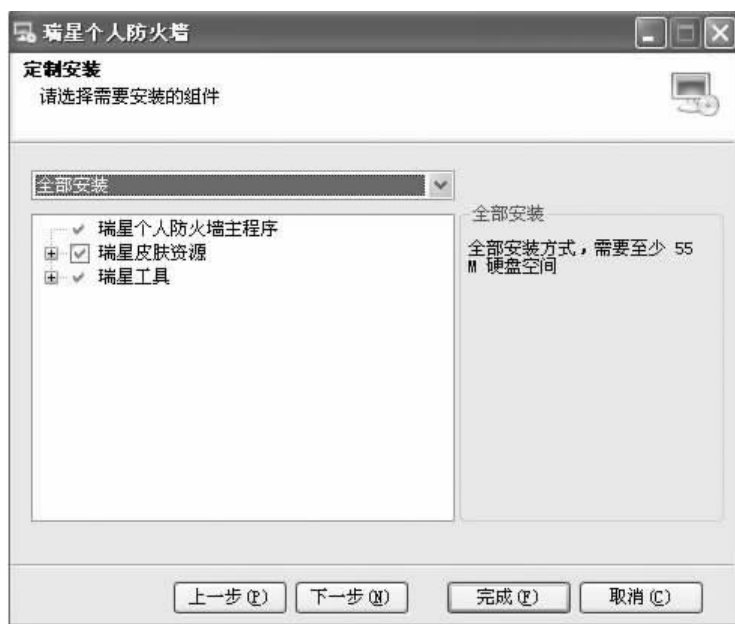 瑞星个人防火墙
定制安装
请选择需要安装的组件
全部安装
瑞星个人防火墙主程序
瑞星皮肤资源
瑞星工具
全部安装
全部安装方式，需要至少 55
M 硬盘空间
上一步(P) 下一步(N) 完成(F) 取消(C)